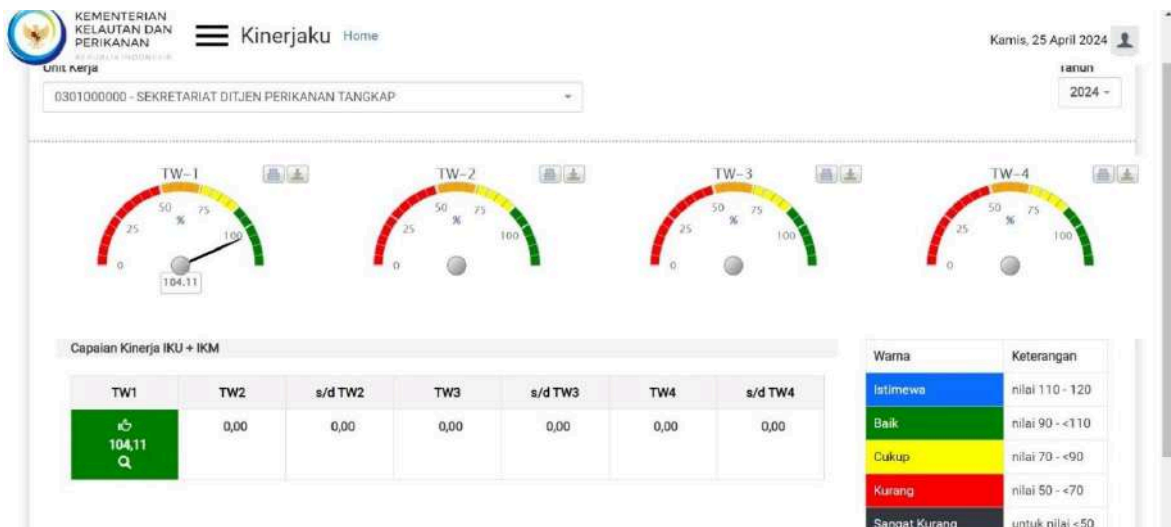 KEMENTERIAN
KELAUTAN DAN
PERIKANAN
REPUBLIK INDONESIA
Kinerjaku Home
Kamis, 25 April 2024
Unit Kerja
Tahun
0301000000 - SEKRETARIAT DITJEN PERIKANAN TANGKAP
2024
TW-1
0 25 50 75 100
%
104.11
TW-2
0 25 50 75 100
%
TW-3
0 25 50 75 100
%
TW-4
0 25 50 75 100
%
Capaian Kinerja IKU + IKM
TW1 TW2 s/d TW2 TW3 s/d TW3 TW4 s/d TW4
104,11 0,00 0,00 0,00 0,00 0,00 0,00
Warna Keterangan
Istimewa nilai 110 - 120
Baik nilai 90 - <110
Cukup nilai 70 - <90
Kurang nilai 50 - <70
Sangat Kurang untuk nilai <50